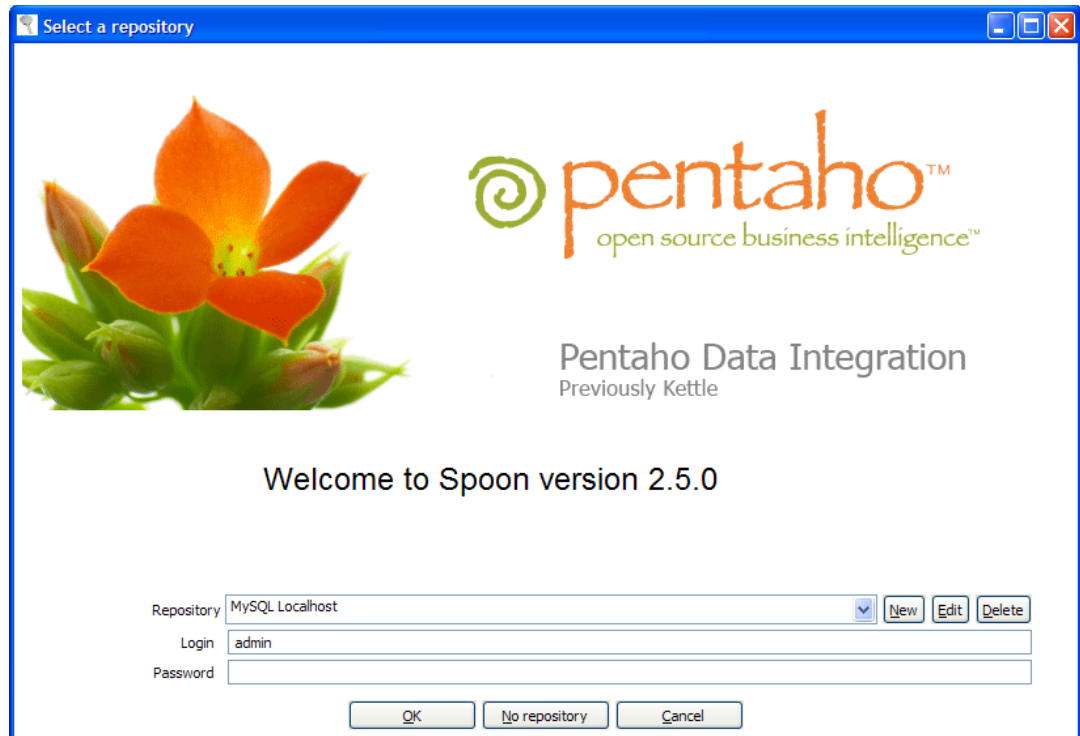 Select a repository
pentaho™
open source business intelligence™
Pentaho Data Integration
Previously Kettle
Welcome to Spoon version 2.5.0
Repository MySQL Localhost New Edit Delete
Login admin
Password
OK No repository Cancel